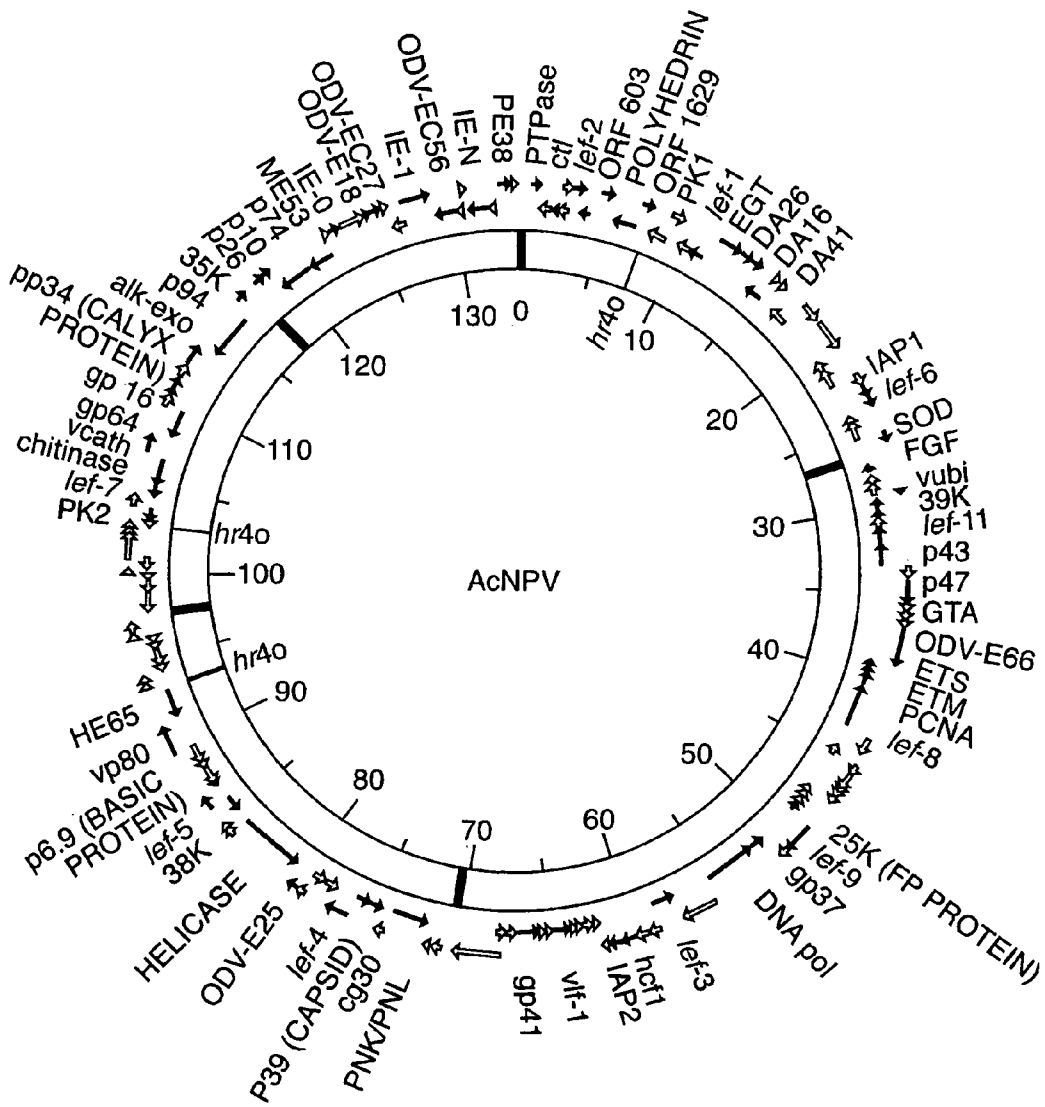 PTPase
ctl
lef-2
ORF 603
POLYHEDRIN
ORF 1629
PK1
lef-1
EGT
DA26
DA16
DA41
IAP1
lef-6
SOD
FGF
vubi
39K
lef-11
p43
p47
GTA
ODV-E66
ETS
ETM
PCNA
lef-8
25K (FP PROTEIN)
lef-9
gp37
DNA pol
lef-3
hcf1
IAP2
vlf-1
gp41
PNK/PNL
cg30
P39 (CAPSID)
lef-4
ODV-E25
HELICASE
38K
lef-5
p6.9 (BASIC
PROTEIN)
vp80
HE65
PK2
lef-7
chitinase
vcath
gp64
gp 16
pp34 (CALYX
PROTEIN)
alk-exo
p94
35K
p26
p10
p74
ME53
IE-0
ODV-E18
ODV-EC27
IE-1
ODV-EC56
IE-N
PE38
0
hr4o
10
20
30
40
50
60
70
80
90
hr4o
100
hr4o
110
120
130
AcNPV